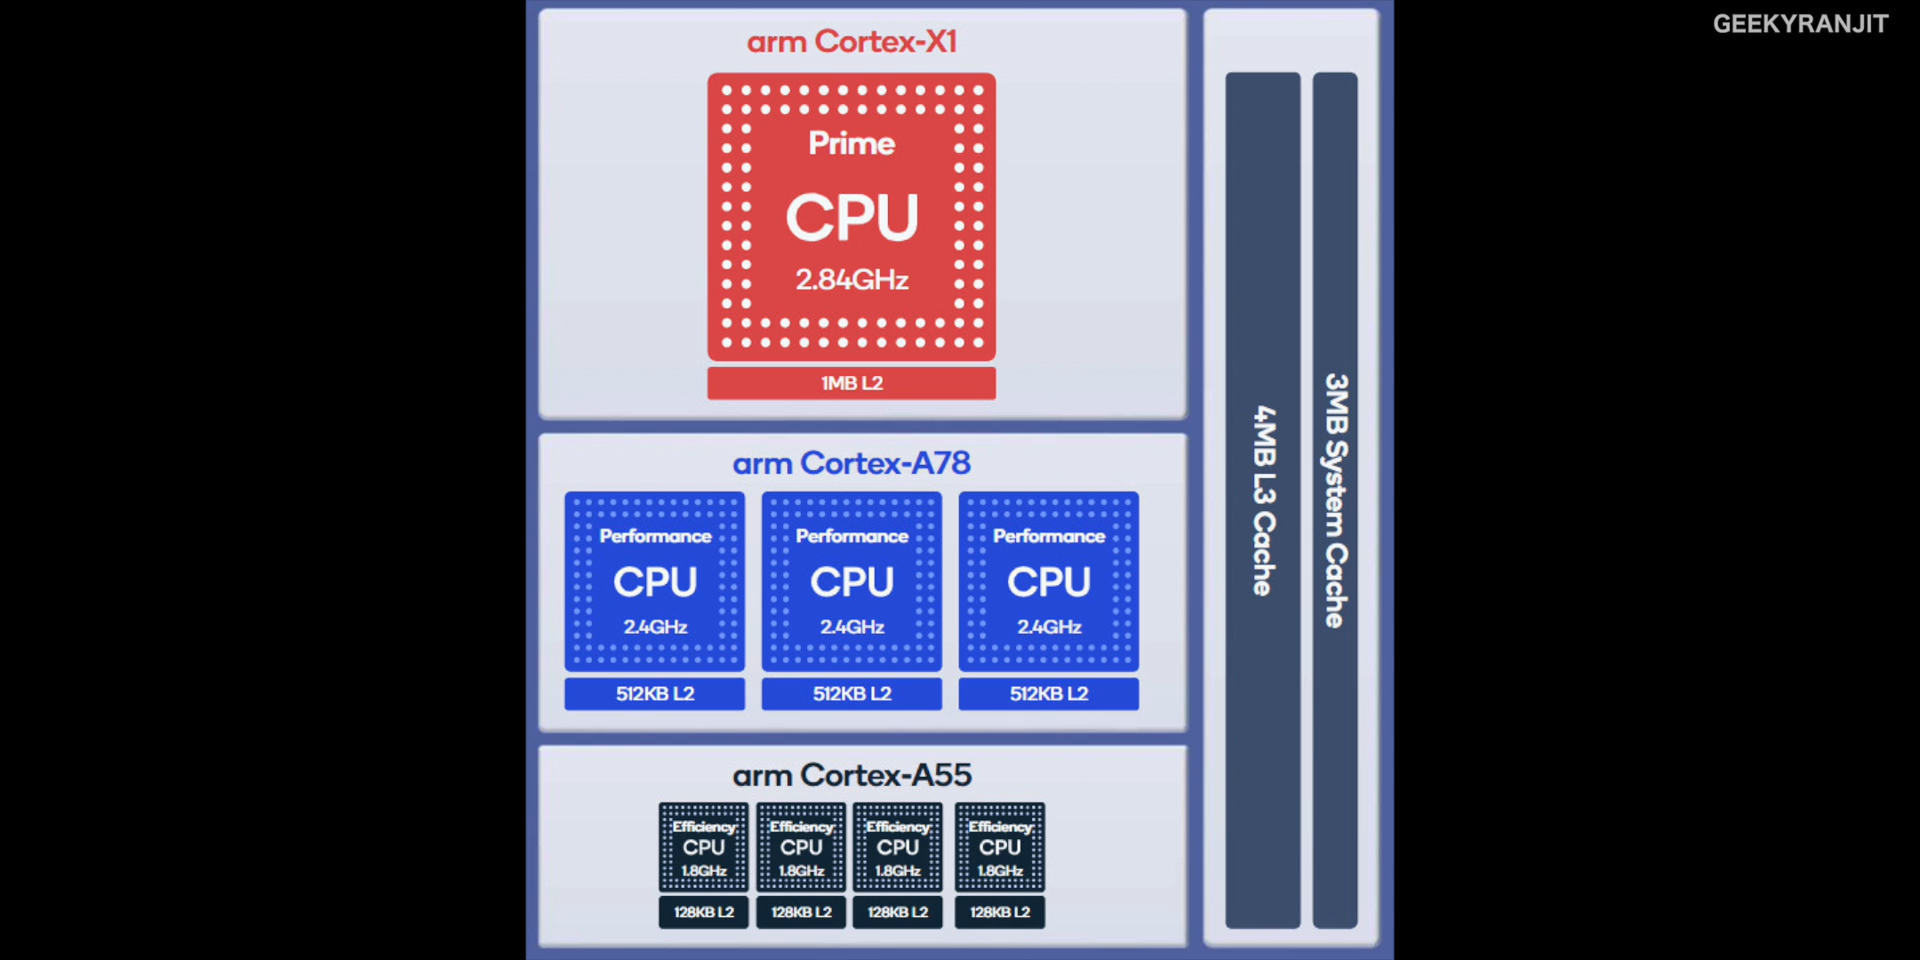 GEEKYRANJIT
arm Cortex-X1
Prime
CPU
2.84GHz
1MB L2
arm Cortex-A78
Performance
CPU
2.4GHz
512KB L2
Performance
CPU
2.4GHz
512KB L2
Performance
CPU
2.4GHz
512KB L2
arm Cortex-A55
Efficiency
CPU
1.8GHz
128KB L2
Efficiency
CPU
1.8GHz
128KB L2
Efficiency
CPU
1.8GHz
128KB L2
Efficiency
CPU
1.8GHz
128KB L2
4MB L3 Cache
3MB System Cache